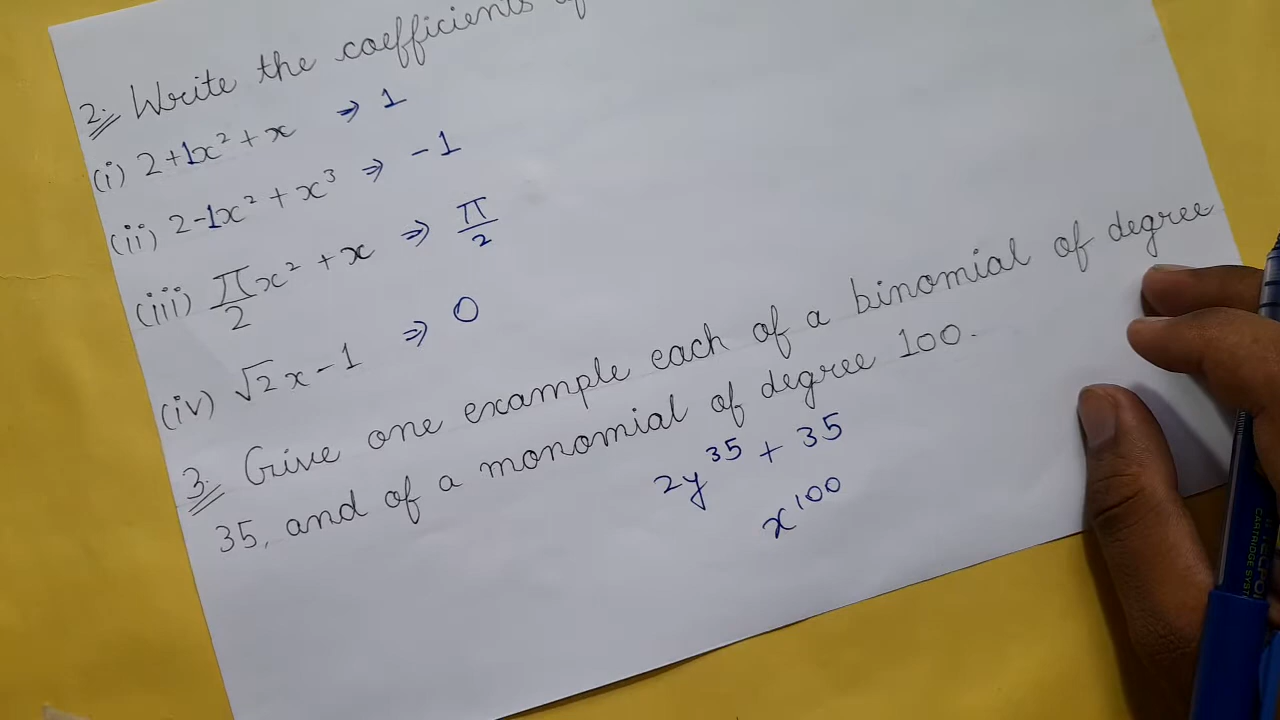 2. Write the coefficients of
(i) 2+1x² + x ⇒ 1
(ii) 2-1x² + x³ ⇒ -1
(iii) π/2 x² + x ⇒ π/2
(iv) √2 x - 1 ⇒ 0
3. Give one example each of a binomial of degree
35, and of a monomial of degree 100.
2y³⁵ + 35
x¹⁰⁰